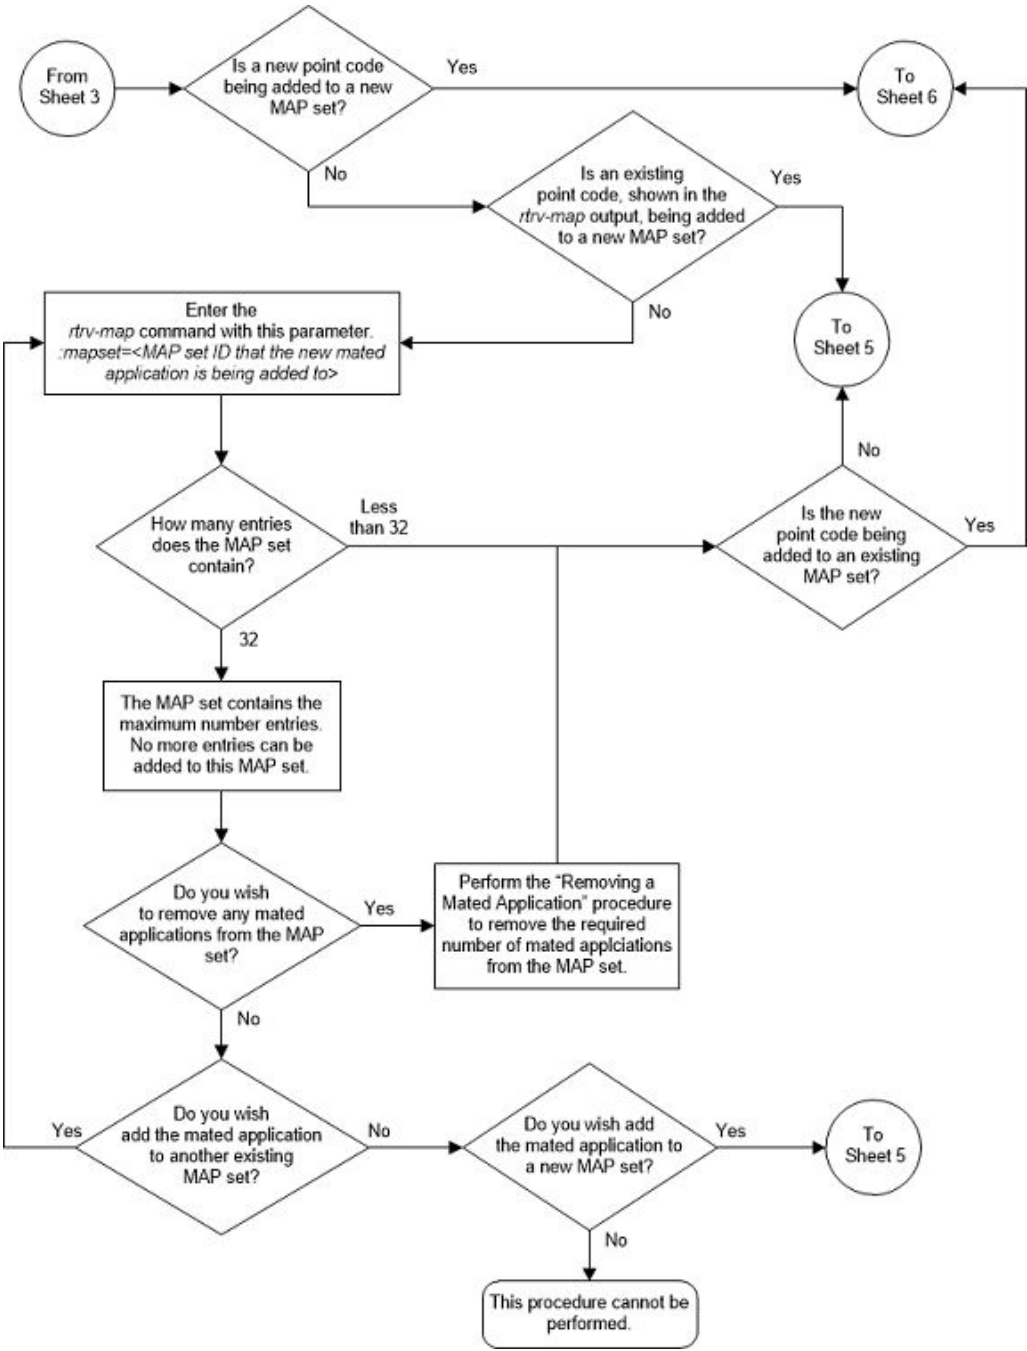 From
Sheet 3
Is a new point code
being added to a new
MAP set?
Yes
To
Sheet 6
No
Is an existing
point code, shown in the
rtrv-map output, being added
to a new MAP set?
Yes
No
To
Sheet 5
Enter the
rtrv-map command with this parameter.
:mapset=<MAP set ID that the new mated
application is being added to>
How many entries
does the MAP set
contain?
Less
than 32
Is the new
point code being
added to an existing
MAP set?
No
Yes
32
The MAP set contains the
maximum number entries.
No more entries can be
added to this MAP set.
Do you wish
to remove any mated
applications from the MAP
set?
Yes
Perform the “Removing a
Mated Application” procedure
to remove the required
number of mated applciations
from the MAP set.
No
Do you wish
add the mated application
to another existing
MAP set?
Yes
No
Do you wish add
the mated application to
a new MAP set?
Yes
To
Sheet 5
No
This procedure cannot be
performed.